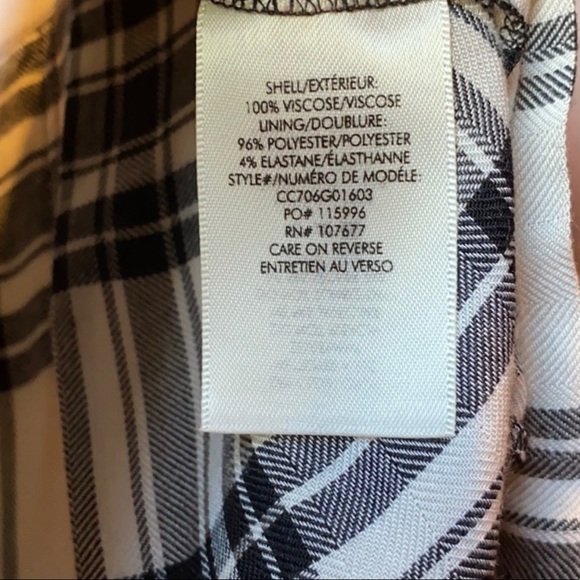 SHELL/EXTÉRIEUR:
100% VISCOSE/VISCOSE
LINING/DOUBLURE:
96% POLYESTER/POLYESTER
4% ELASTANE/ÉLASTHANNE
STYLE#/NUMÉRO DE MODÈLE:
CC706G01603
PO# 115996
RN# 107677
CARE ON REVERSE
ENTRETIEN AU VERSO